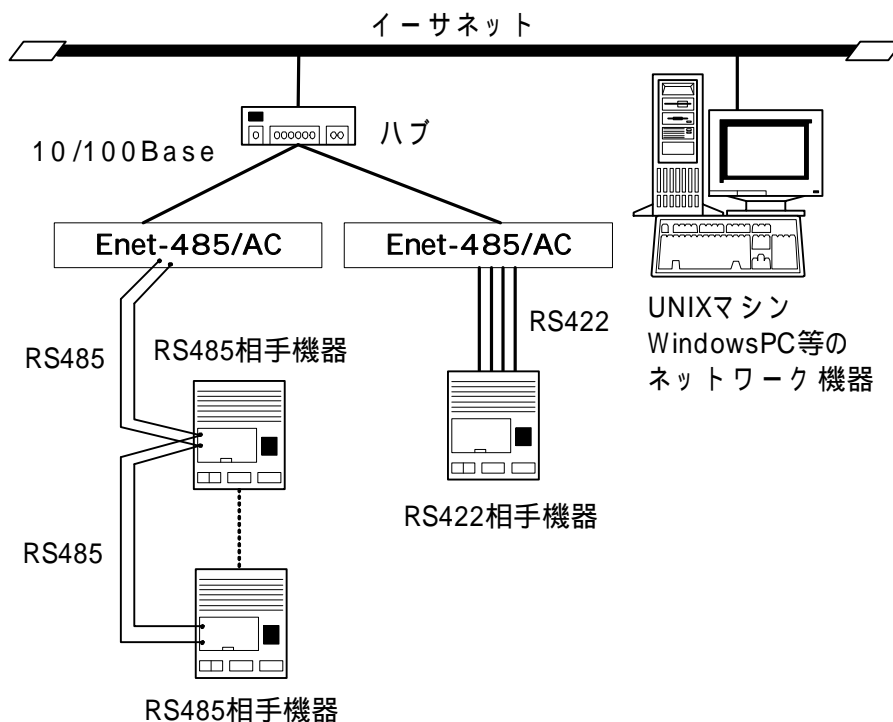 イーサネット
ハブ
10/100Base
Enet-485/AC
Enet-485/AC
RS422
UNIXマシン
WindowsPC等の
ネットワーク機器
RS485
RS485相手機器
RS422相手機器
RS485
RS485相手機器